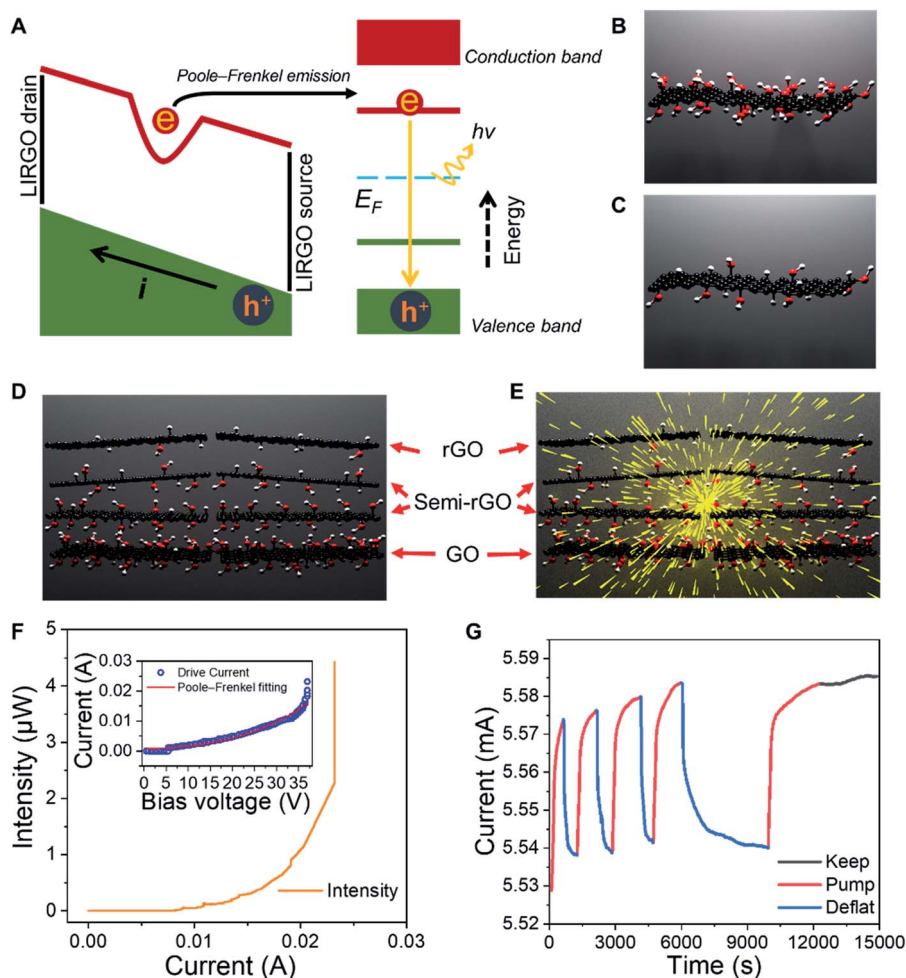 A
LIRGO drain
e
Poole–Frenkel emission
i
h+
LIRGO source
Conduction band
e
hν
EF
Energy
h+
Valence band
B
C
D
E
rGO
Semi-rGO
GO
F
Intensity (μW)
5
4
3
2
1
0
Current (A)
0.03
0.02
0.01
0.00
Drive Current
Poole–Frenkel fitting
0 5 10 15 20 25 30 35
Bias voltage (V)
Intensity
0.00 0.01 0.02 0.03
Current (A)
G
Current (mA)
5.59
5.58
5.57
5.56
5.55
5.54
5.53
5.52
Keep
Pump
Deflat
0 3000 6000 9000 12000 15000
Time (s)